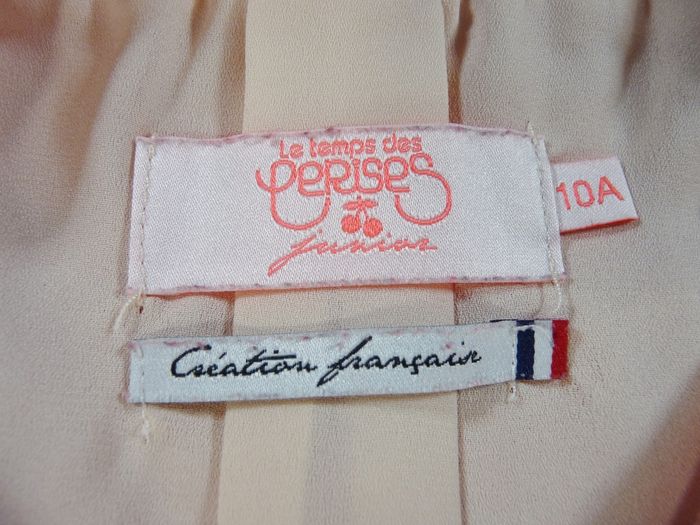 Le temps des
CERISES
junior
10A
Création française